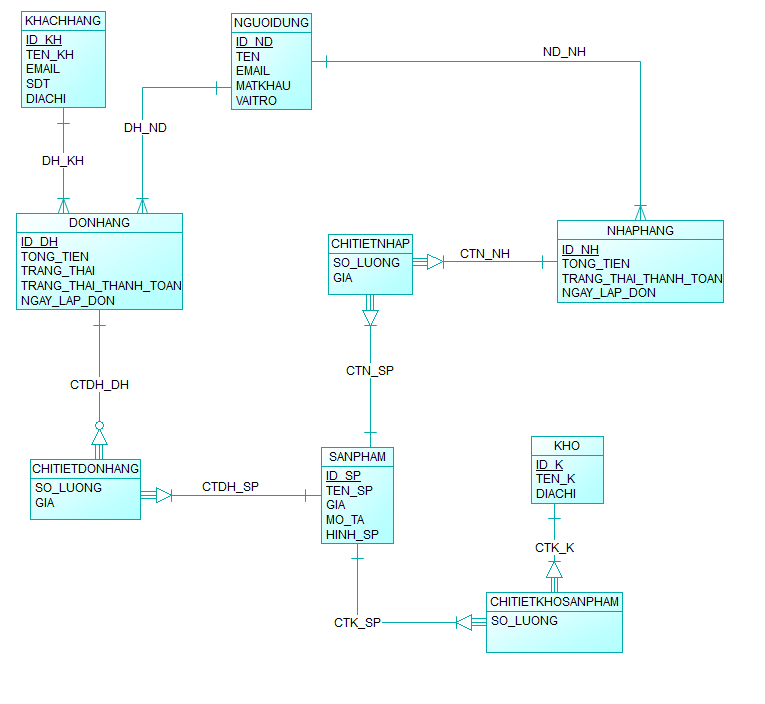 KHACHHANG
ID_KH
TEN_KH
EMAIL
SDT
DIACHI
NGUOIDUNG
ID_ND
TEN
EMAIL
MATKHAU
VAITRO
ND_NH
DH_ND
DH_KH
DONHANG
ID_DH
TONG_TIEN
TRANG_THAI
TRANG_THAI_THANH_TOAN
NGAY_LAP_DON
CHITIETNHAP
SO_LUONG
GIA
CTN_NH
NHAPHANG
ID_NH
TONG_TIEN
TRANG_THAI_THANH_TOAN
NGAY_LAP_DON
CTN_SP
CTDH_DH
CHITIETDONHANG
SO_LUONG
GIA
CTDH_SP
SANPHAM
ID_SP
TEN_SP
GIA
MO_TA
HINH_SP
KHO
ID_K
TEN_K
DIACHI
CTK_K
CTK_SP
CHITIETKHOSANPHAM
SO_LUONG